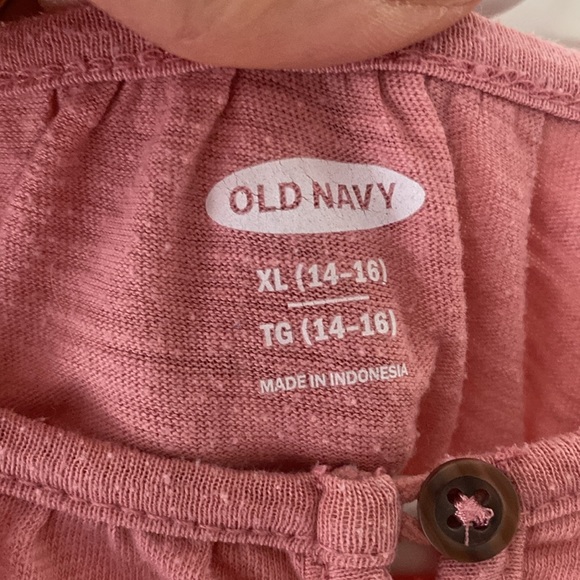 OLD NAVY
XL (14-16)
TG (14-16)
MADE IN INDONESIA